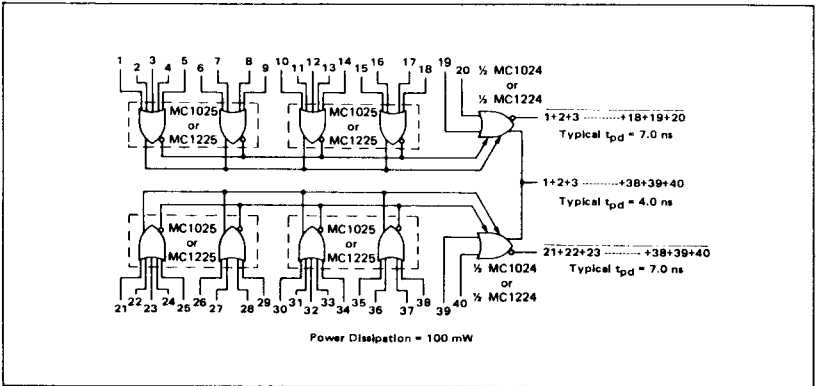 1 2 3 4 5 6 7 8 9 10 11 12 13 14 15 16 17 18 19 20
½ MC1024
or
½ MC1224
MC1025
or
MC1225
MC1025
or
MC1225
1+2+3 ············+18+19+20
Typical tpd = 7.0 ns
1+2+3 ············+38+39+40
Typical tpd = 4.0 ns
MC1025
or
MC1225
MC1025
or
MC1225
21+22+23 ············+38+39+40
Typical tpd = 7.0 ns
½ MC1024
or
½ MC1224
21 22 23 24 25 26 27 28 29 30 31 32 33 34 35 36 37 38 39 40
Power Dissipation = 100 mW